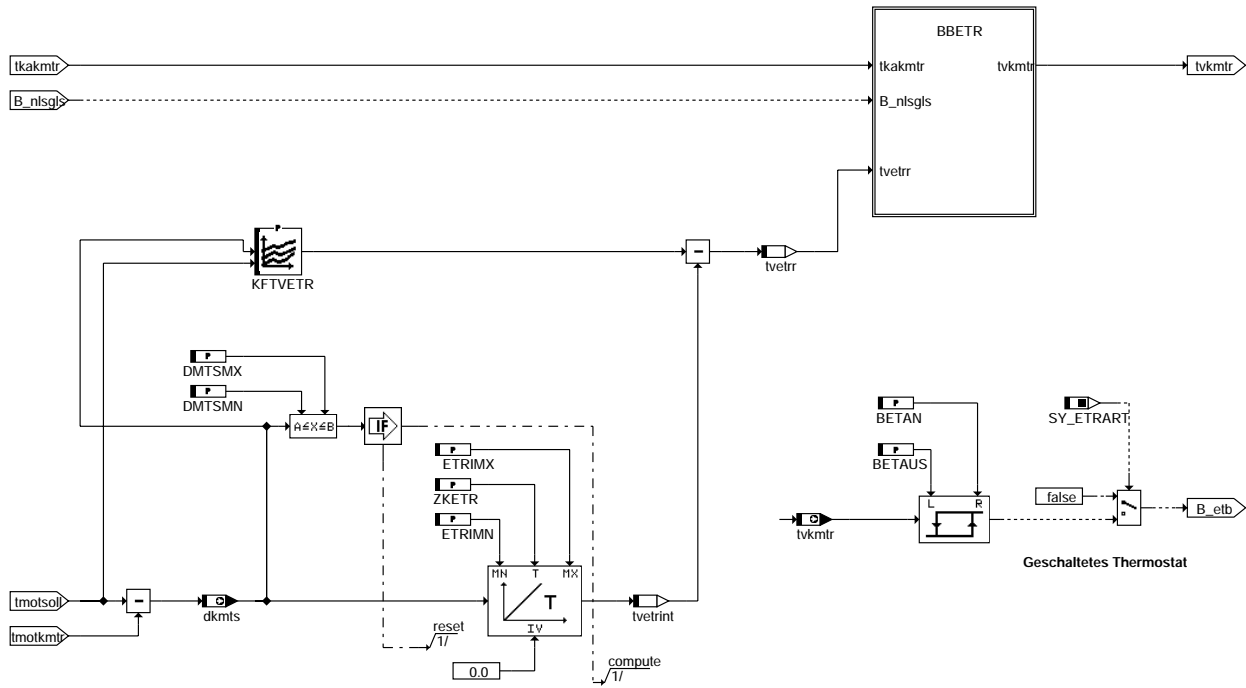 BBETR
tkakmtr
tkakmtr
tvkmtr
tvkmtr
B_nlsgls
B_nlsgls
tvetrr
P
KFTVETR
-
tvetrr
P
DMTSMX
P
DMTSMN
A≤X≤B
IF
P
ETRIMX
P
ZKETR
P
ETRIMN
P
BETAN
P
BETAUS
SY_ETRART
L R
false
B_etb
tvkmtr
Geschaltetes Thermostat
MN T MX
T
IV
tmotsoll
-
dkmts
tvetrint
tmotkmtr
reset
1/
0.0
compute
1/